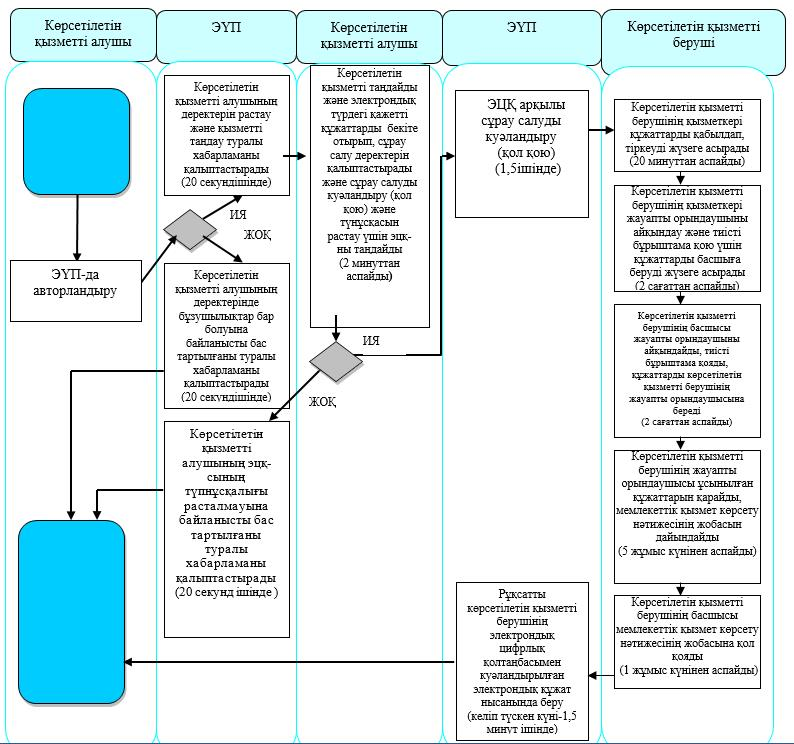 Көрсетілетін
қызметті алушы
ЭҮП
Көрсетілетін
қызметті алушы
ЭҮП
Көрсетілетін қызметті
беруші
ЭҮП-да
авторландыру
Көрсетілетін
қызметті алушының
деректерін растау
және қызметті
таңдау туралы
хабарламаны
қалыптастырады
(20 секундішінде)
ИЯ
ЖОҚ
Көрсетілетін
қызметті алушының
деректерінде
бұзушылықтар бар
болуына
байланысты бас
тартылғаны туралы
хабарламаны
қалыптастырады
(20 секундішінде)
Көрсетілетін
қызметті
алушының эцқ-
сының
түпнұсқалығы
расталмауына
байланысты бас
тартылғаны
туралы
хабарламаны
қалыптастырады
(20 секунд ішінде )
Көрсетілетін
қызметті таңдайды
және электрондық
түрдегі қажетті
құжаттарды бекіте
отырып, сұрау
салу деректерін
қалыптастырады
және сұрау салуды
куәландыру (қол
қою) және
түнұсқасын
растау үшін эцқ-
ны таңдайды
(2 минуттан
аспайды)
ИЯ
ЖОҚ
ЭЦҚ арқылы
сұрау салуды
куәландыру
(қол қою)
(1,5ішінде)
Рұқсатты
көрсетілетін қызметті
берушінің
электрондық
цифрлық
қолтаңбасымен
куәландырылған
электрондық құжат
нысанында беру
(келіп түскен күні-1,5
минут ішінде)
Көрсетілетін қызметті
берушінің қызметкері
құжаттарды қабылдап,
тіркеуді жүзеге асырады
(20 минуттан аспайды)
Көрсетілетін қызметті
берушінің қызметкері
жауапты орындаушыны
айқындау және тиісті
бұрыштама қою үшін
құжаттарды басшыға
беруді жүзеге асырады
(2 сағаттан аспайды)
Көрсетілетін қызметті
берушінің басшысы
жауапты орындаушыны
айқындайды, тиісті
бұрыштама қояды,
құжаттарды көрсетілетін
қызметті берушінің
жауапты орындаушысына
береді
(2 сағаттан аспайды)
Көрсетілетін қызметті
берушінің жауапты
орындаушысы ұсынылған
құжаттарын қарайды,
мемлекеттік қызмет көрсету
нәтижесінің жобасын
дайындайды
(5 жұмыс күнінен аспайды)
Көрсетілетін қызметті
берушінің басшысы
мемлекеттік қызмет көрсету
нәтижесінің жобасына қол
қояды
(1 жұмыс күнінен аспайды)